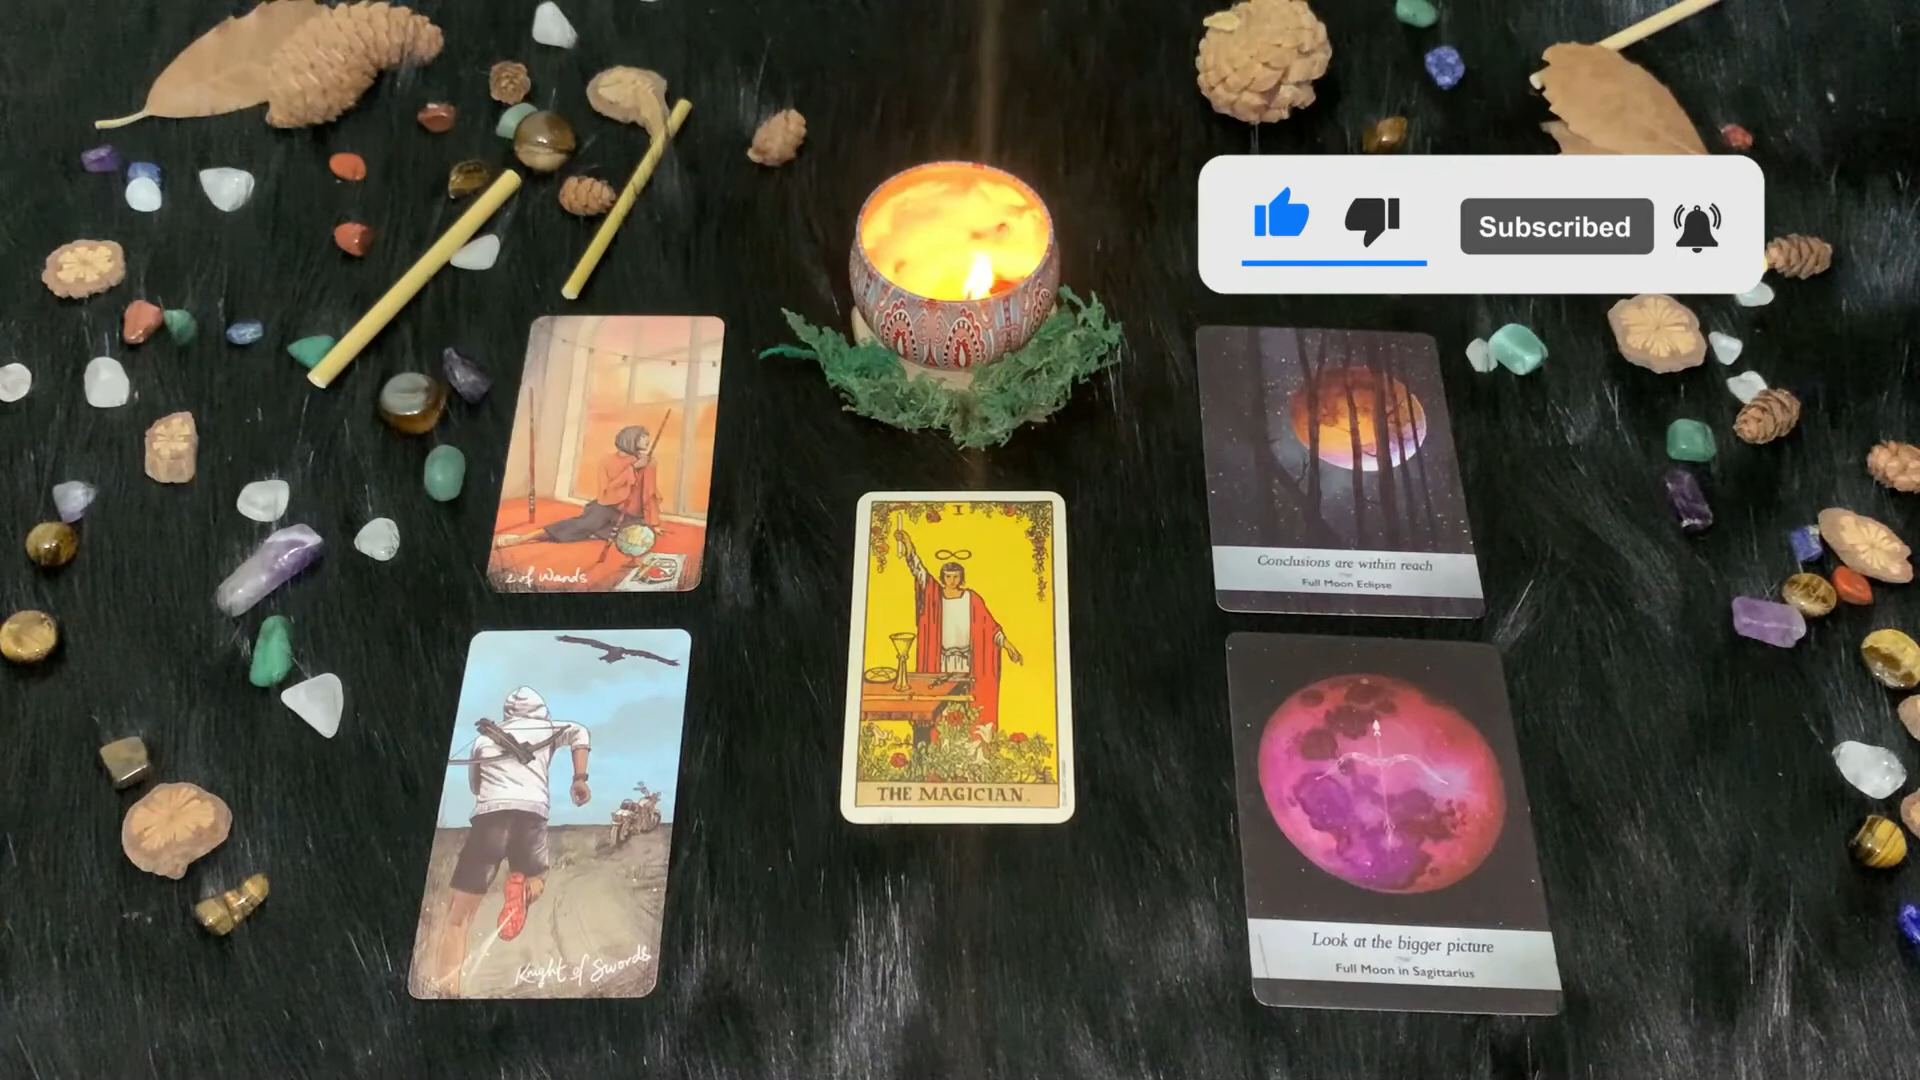 Subscribed
2 of Wands
Conclusions are within reach
Full Moon Eclipse
I
THE MAGICIAN.
Knight of Swords
Look at the bigger picture
Full Moon in Sagittarius